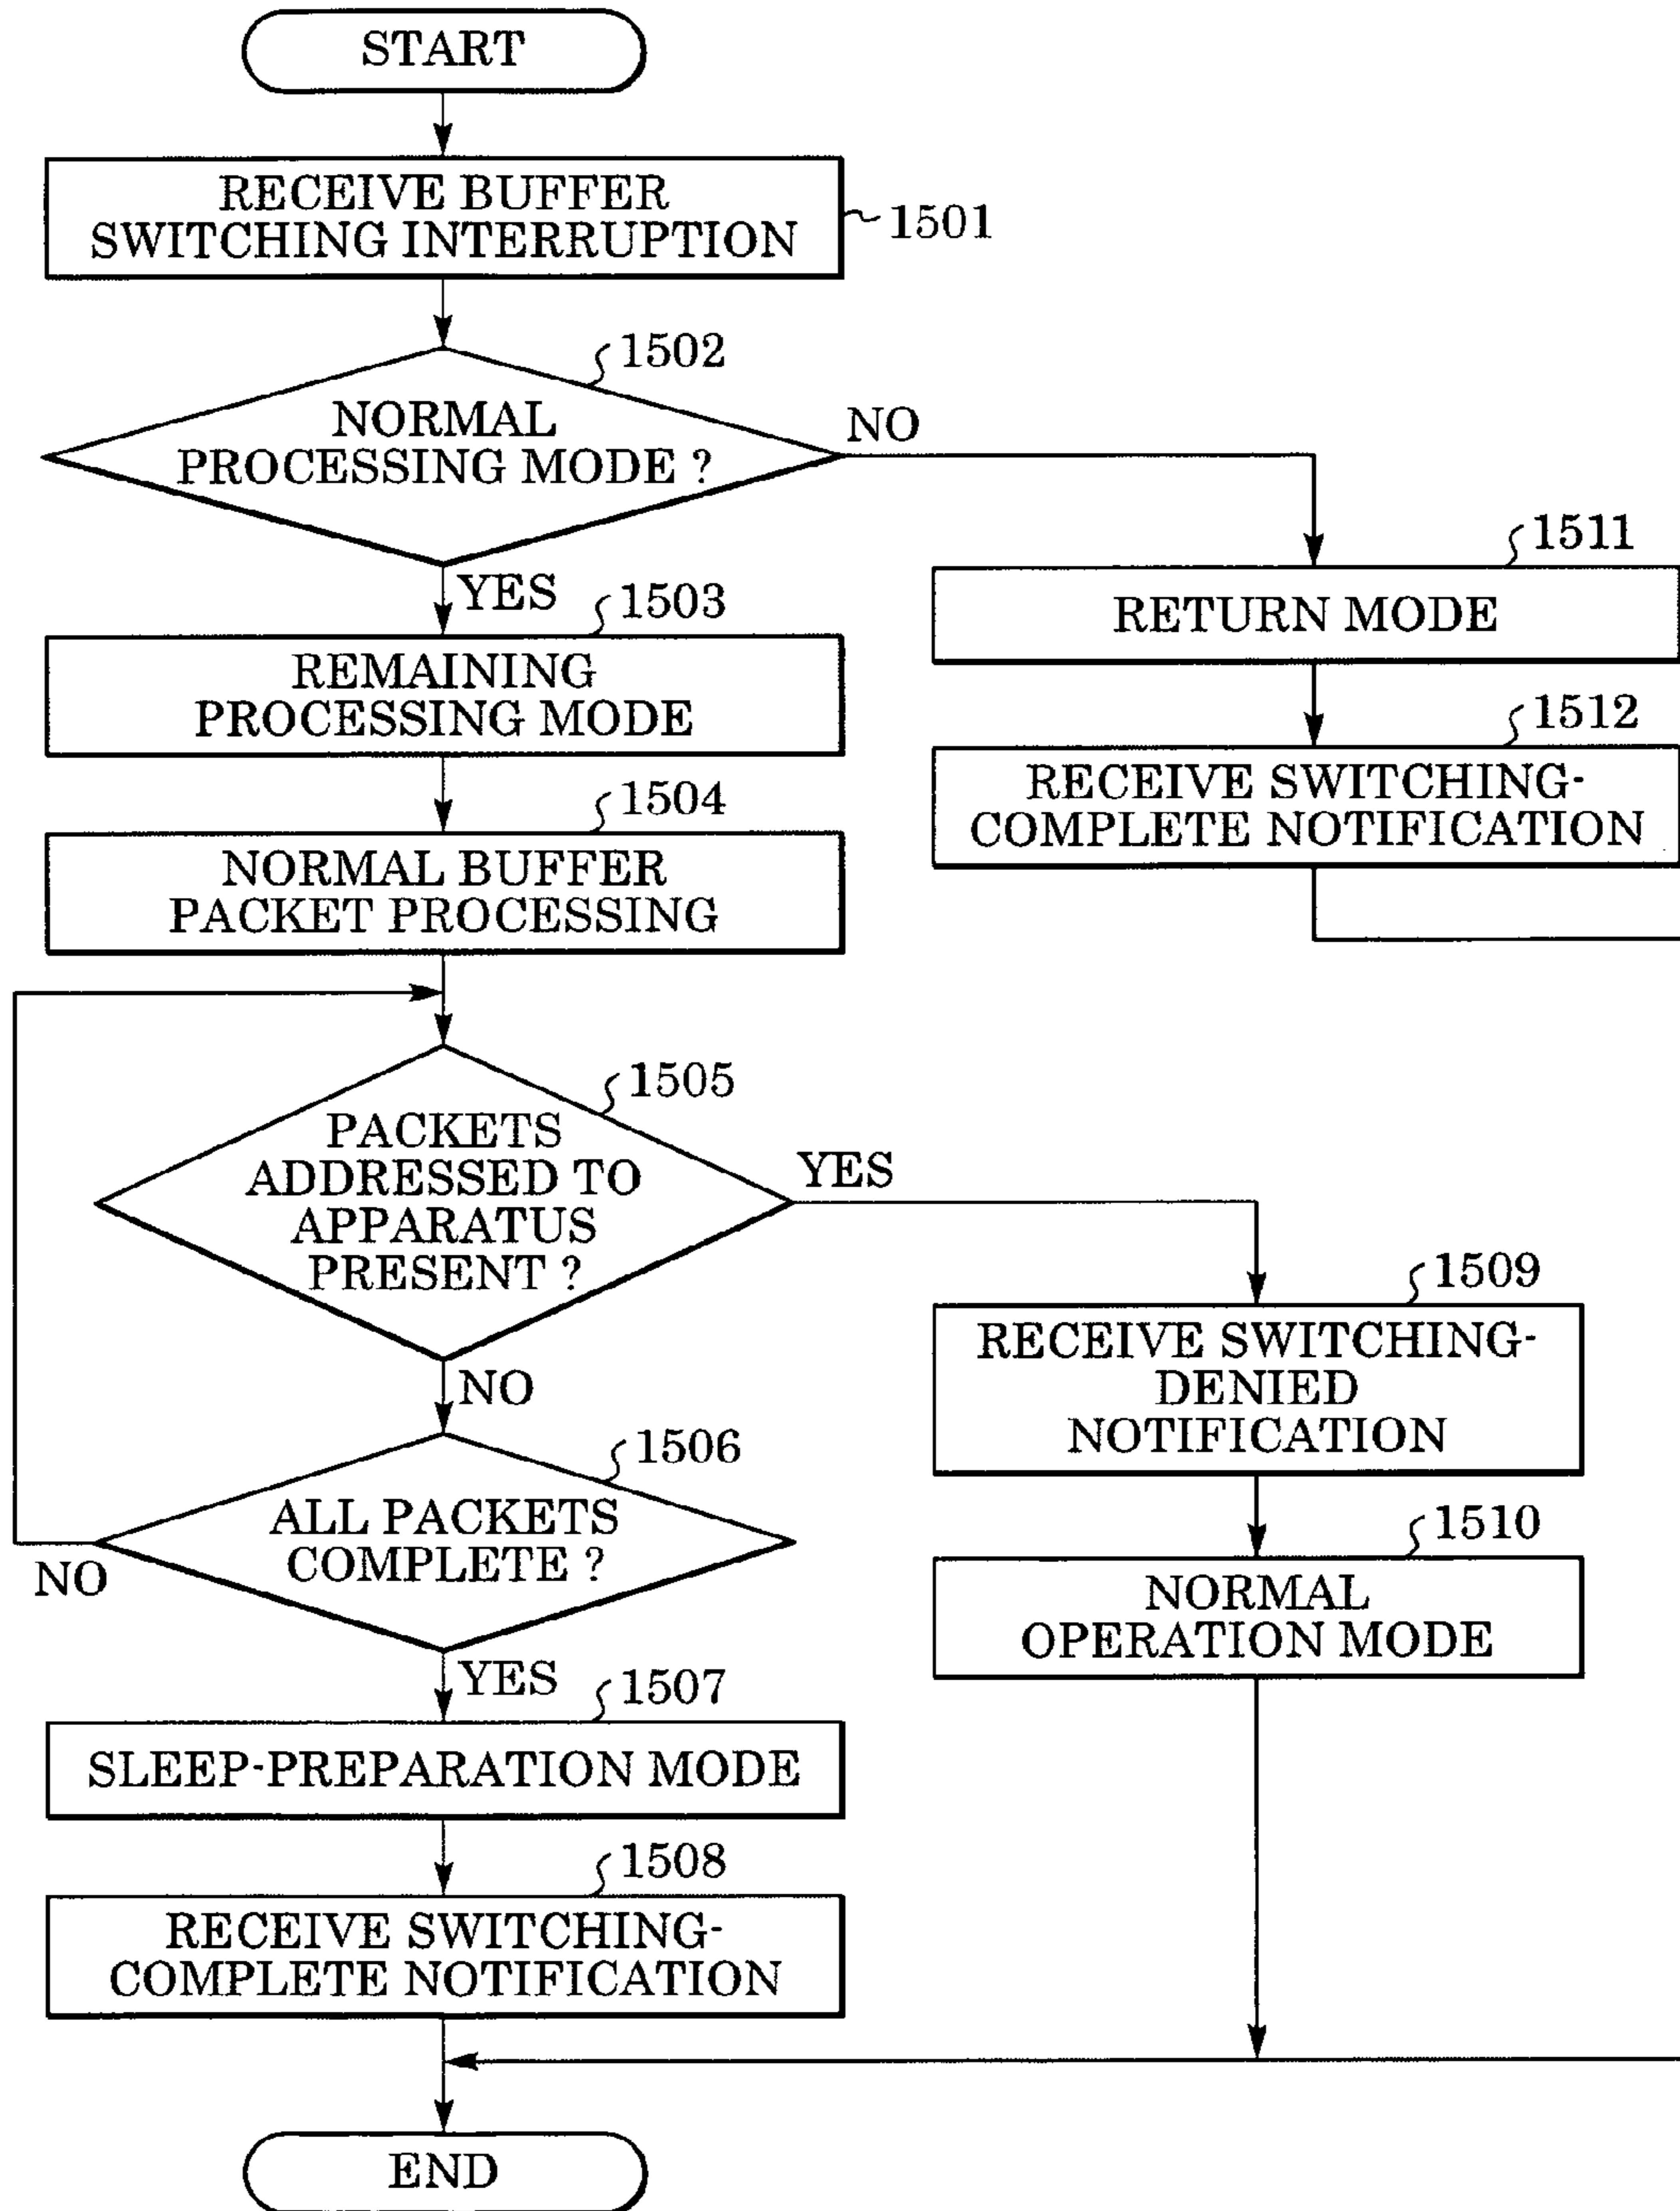 START
RECEIVE BUFFER
SWITCHING INTERRUPTION
1501
1502
NORMAL
PROCESSING MODE ?
NO
YES
1503
REMAINING
PROCESSING MODE
1511
RETURN MODE
1504
NORMAL BUFFER
PACKET PROCESSING
1512
RECEIVE SWITCHING-
COMPLETE NOTIFICATION
1505
PACKETS
ADDRESSED TO
APPARATUS
PRESENT ?
YES
NO
1509
RECEIVE SWITCHING-
DENIED
NOTIFICATION
1506
ALL PACKETS
COMPLETE ?
NO
YES
1510
NORMAL
OPERATION MODE
1507
SLEEP-PREPARATION MODE
1508
RECEIVE SWITCHING-
COMPLETE NOTIFICATION
END